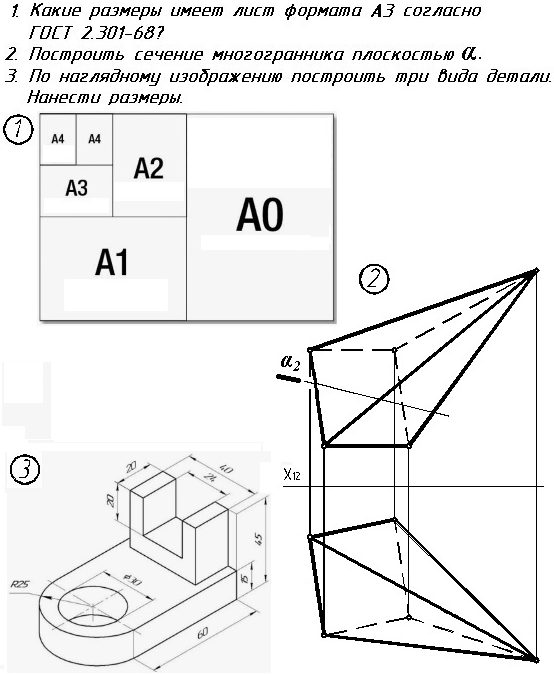 1. Какие размеры имеет лист формата А3 согласно
ГОСТ 2.301-68?
2. Построить сечение многогранника плоскостью α.
3. По наглядному изображению построить три вида детали.
Нанести размеры.
1
A4 A4
A3
A2
A1
A0
2
α2
X12
3
20
40
24
20
45
15
R25
φ30
60